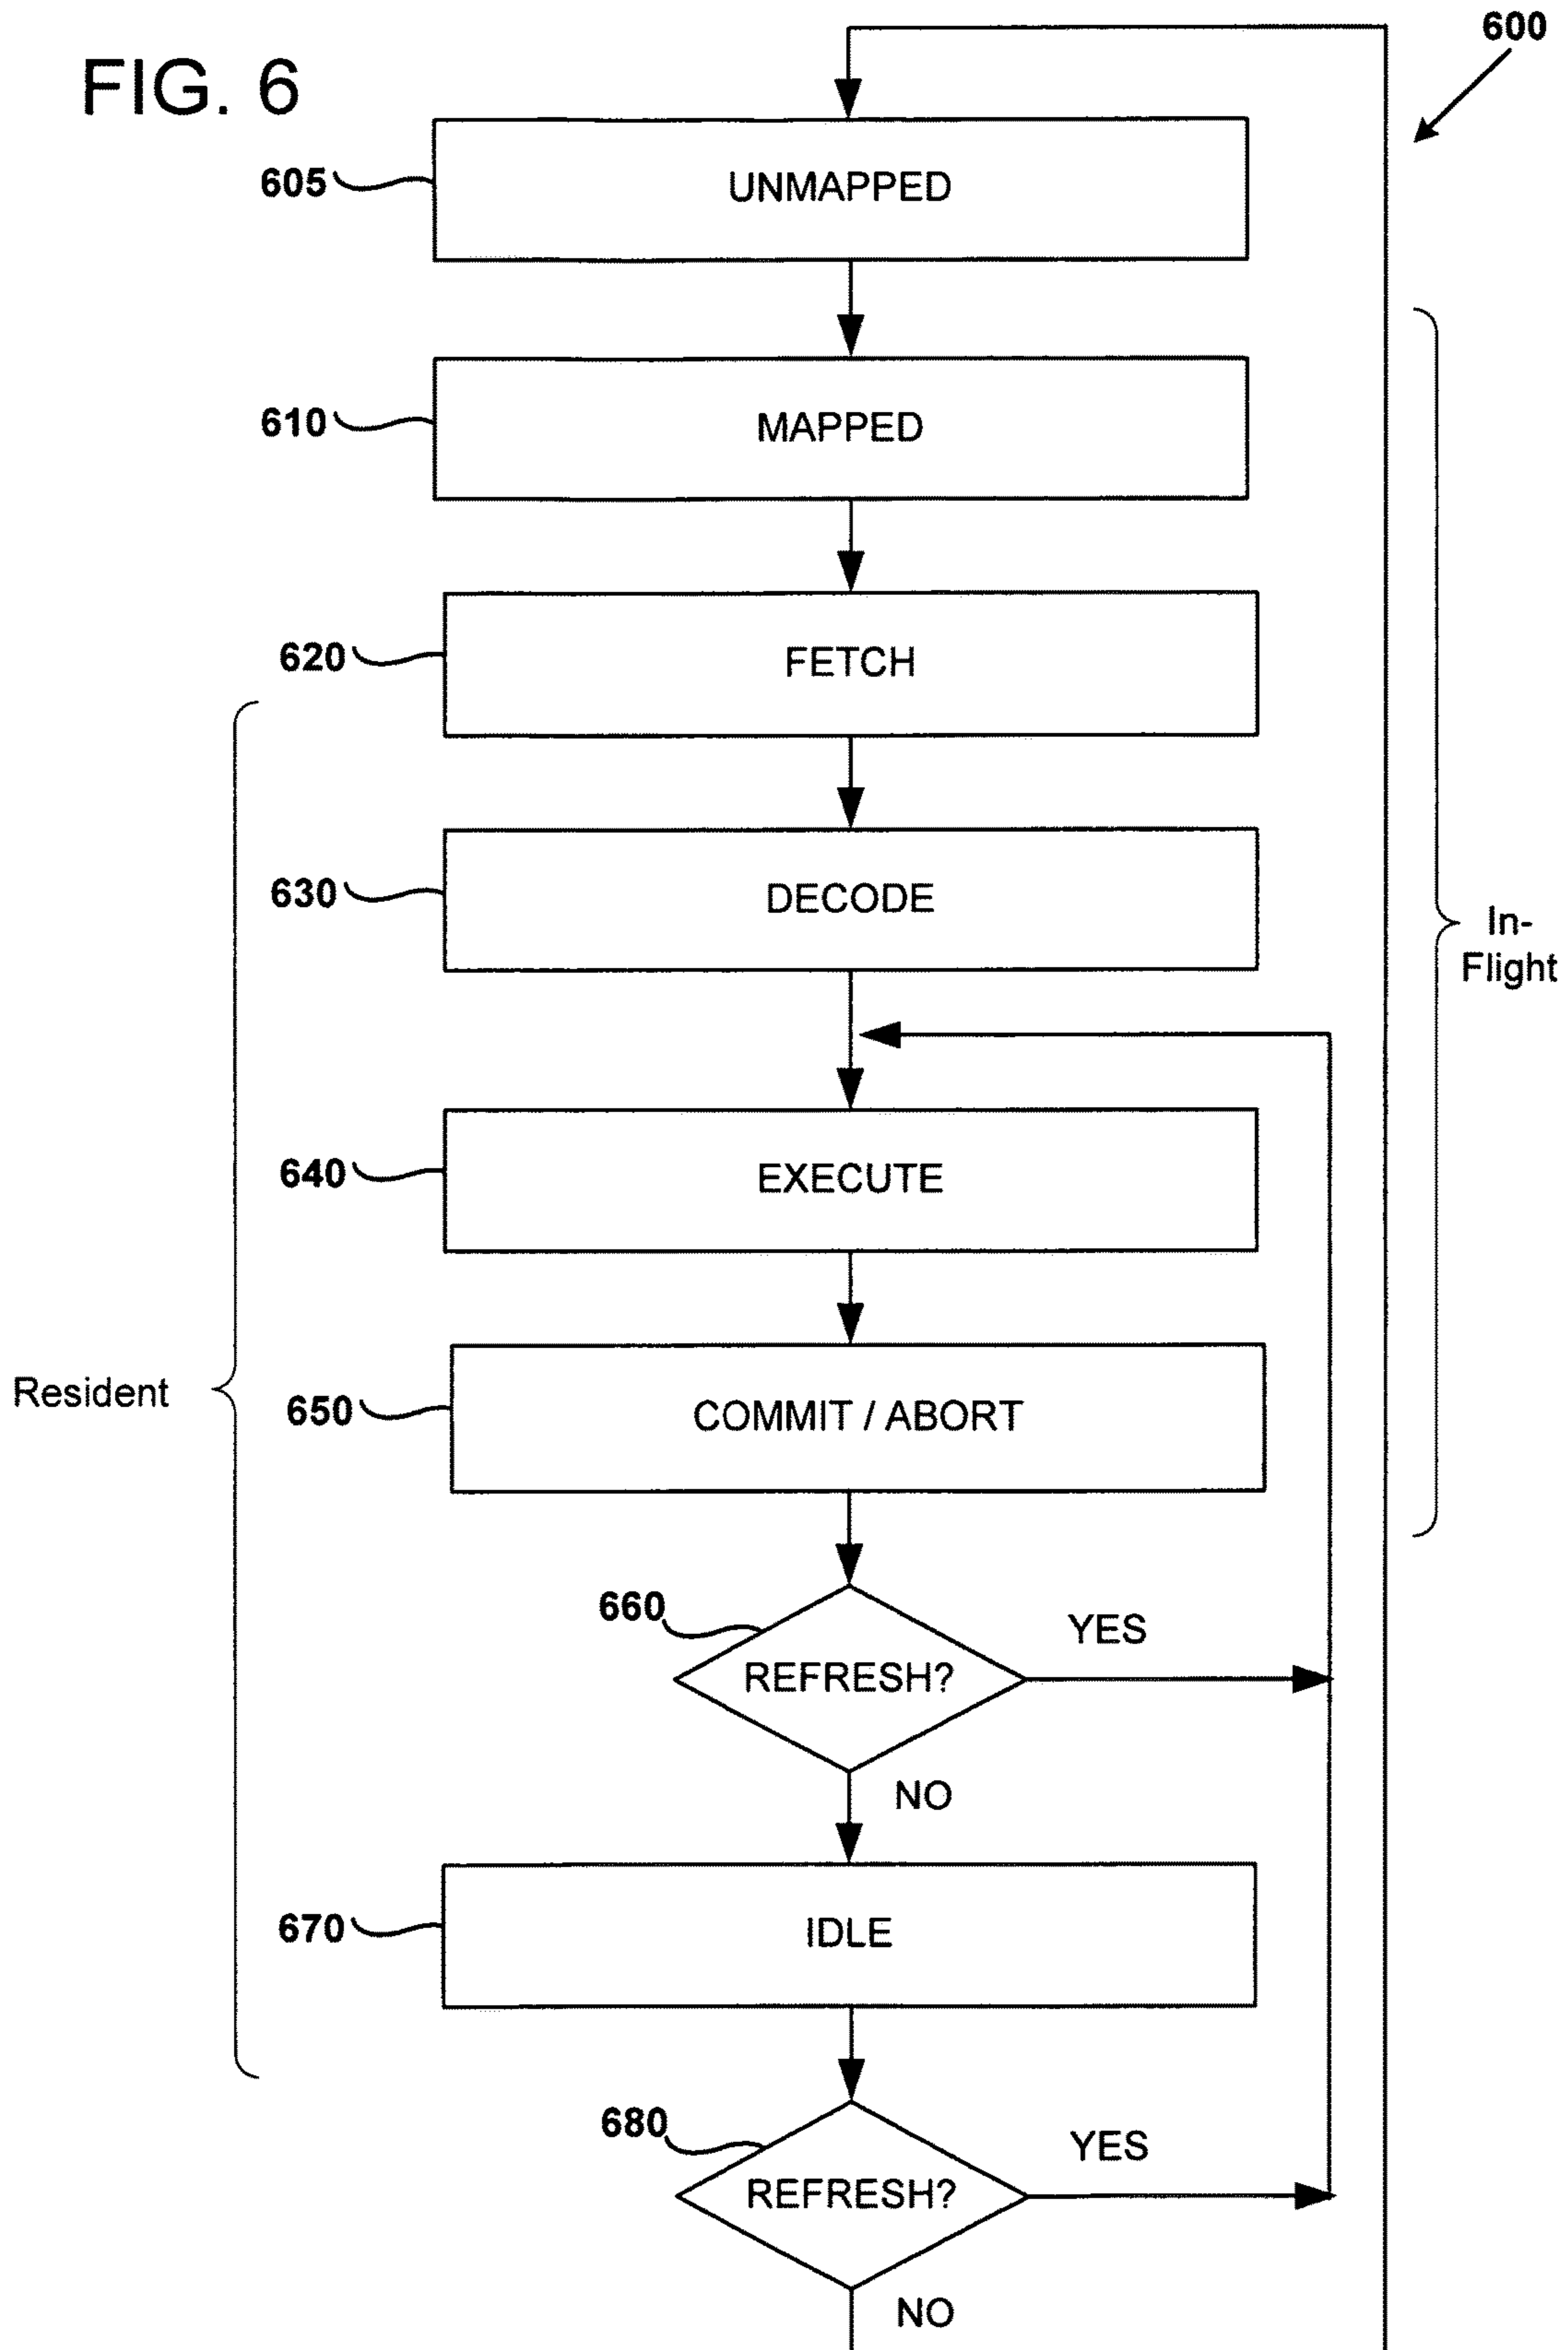 FIG. 6
600
605
UNMAPPED
610
MAPPED
620
FETCH
630
DECODE
In-
Flight
640
EXECUTE
Resident
650
COMMIT / ABORT
660
REFRESH?
YES
NO
670
IDLE
680
REFRESH?
YES
NO